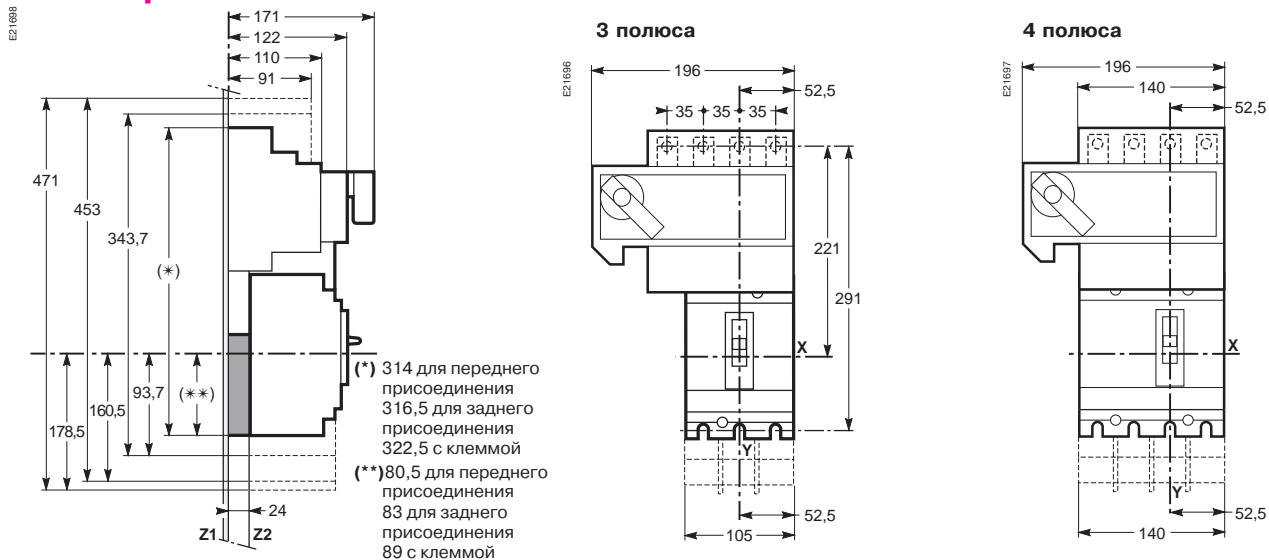 E21698
171
122
110
91
471
453
343,7
(✳)
93,7
(✳✳)
160,5
178,5
24
Z1
Z2
(*) 314 для переднего
присоединения
316,5 для заднего
присоединения
322,5 с клеммой
(**)80,5 для переднего
присоединения
83 для заднего
присоединения
89 с клеммой
3 полюса
E21696
196
52,5
35
35
35
221
291
X
Y
52,5
105
4 полюса
E21697
196
140
52,5
X
Y
52,5
140